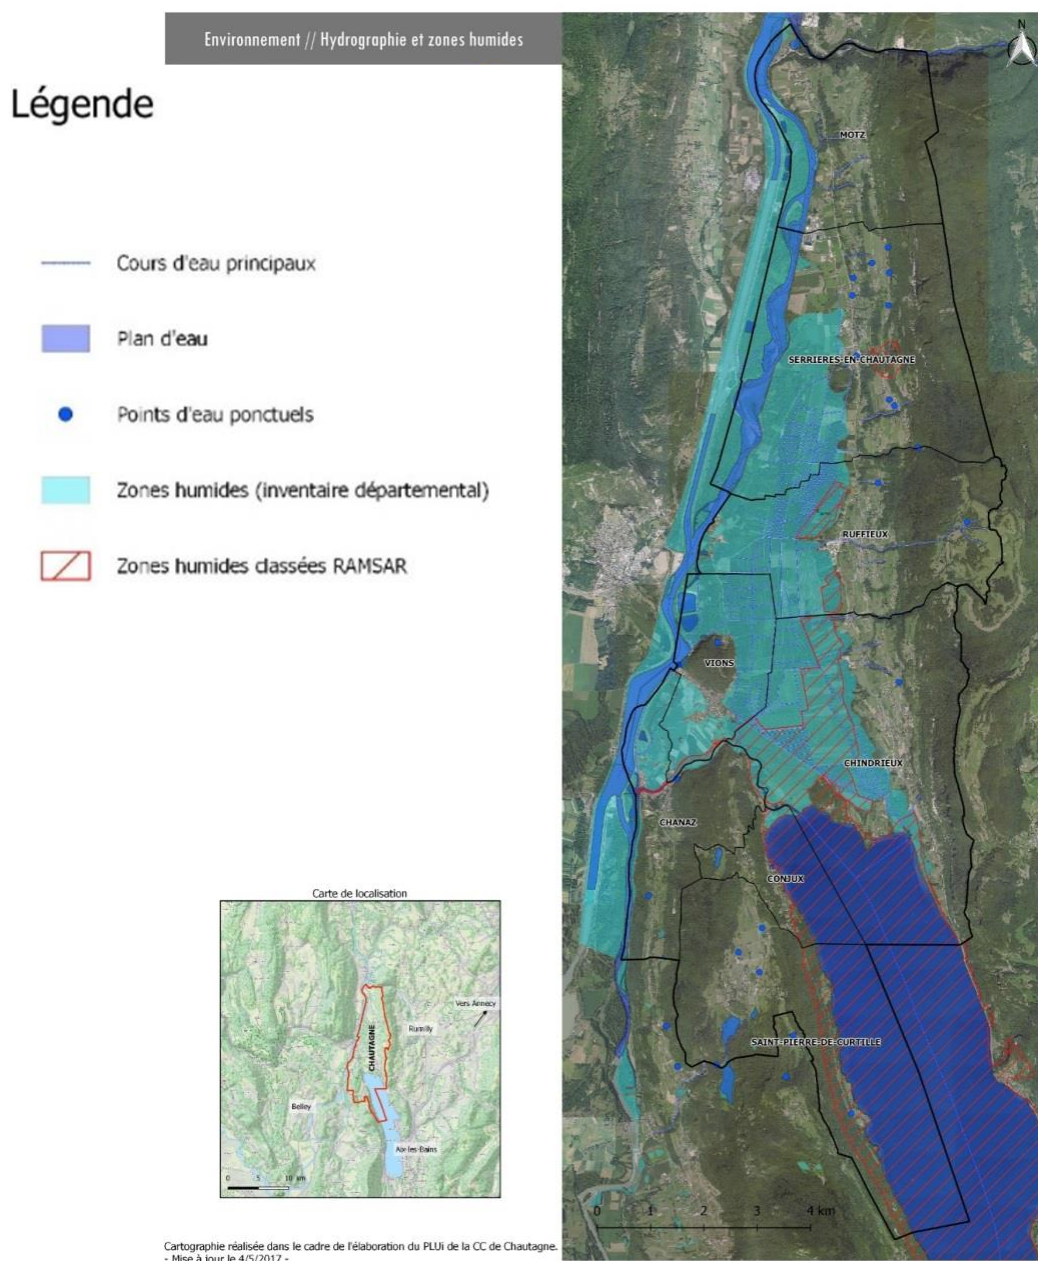 Environnement // Hydrographie et zones humides
Légende
Cours d'eau principaux
Plan d'eau
Points d'eau ponctuels
Zones humides (inventaire départemental)
Zones humides classées RAMSAR
N
MOTZ
SERRIERES-EN-CHAUTAGNE
RUFFIEUX
VIONS
CHINDRIEUX
CHANAZ
CONJUX
SAINT-PIERRE-DE-CURTILLE
0 1 2 3 4 km
Carte de localisation
Vers Annecy
Rumilly
CHAUTAGNE
Belley
Aix-les-Bains
0 5 10 km
Cartographie réalisée dans le cadre de l'élaboration du PLUi de la CC de Chautagne.
- Mise à jour le 4/5/2017 -